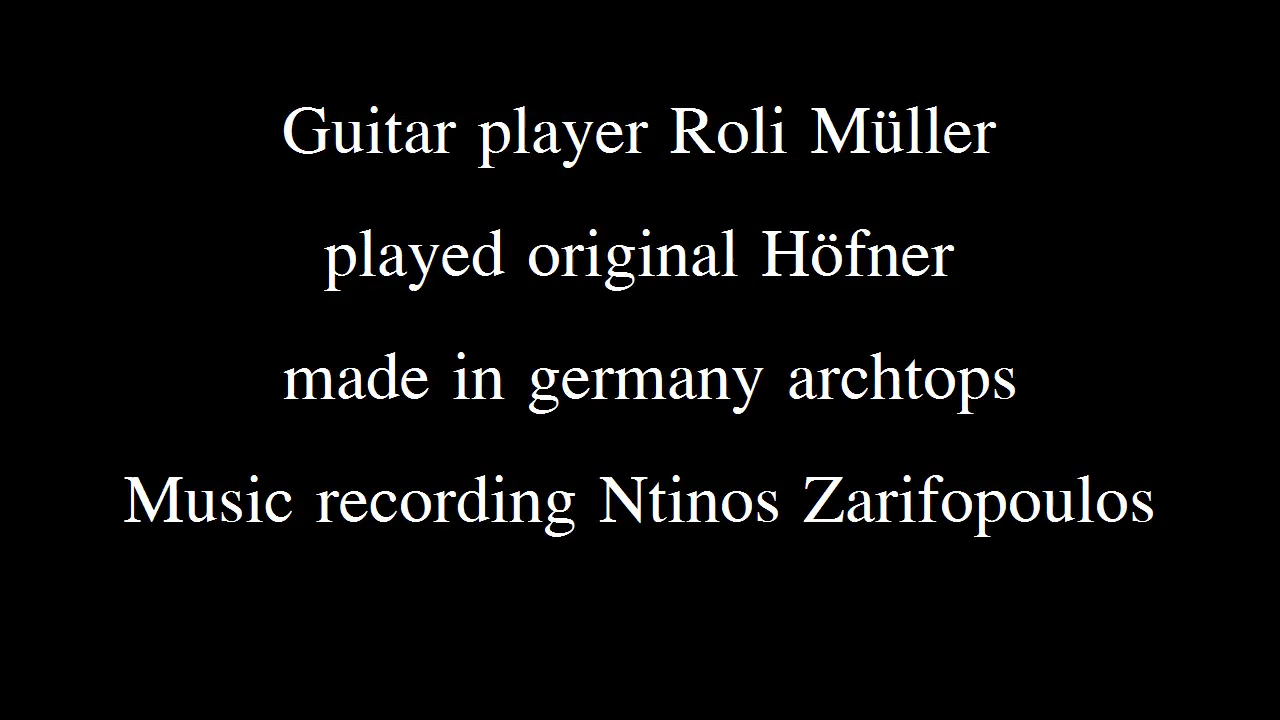 Guitar player Roli Müller
played original Höfner
made in germany archtops
Music recording Ntinos Zarifopoulos